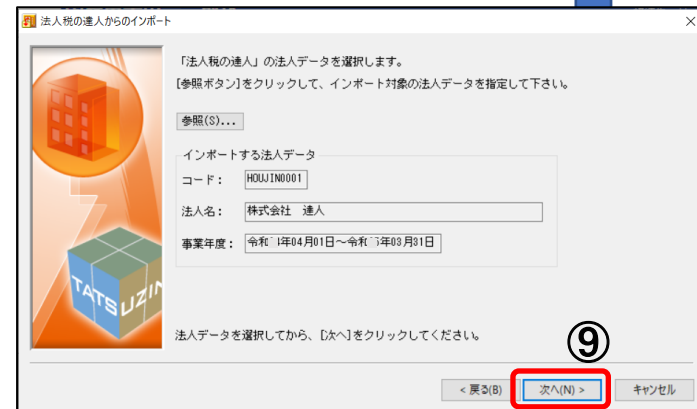 法人税の達人からのインポート
「法人税の達人」の法人データを選択します。
[参照ボタン]をクリックして、インポート対象の法人データを指定して下さい。
参照(S)...
インポートする法人データ
コード： HOUJIN0001
法人名： 株式会社　達人
事業年度： 令和 年04月01日～令和 年03月31日
TATSUZIN
法人データを選択してから、[次へ]をクリックしてください。
⑨
< 戻る(B) 次へ(N) > キャンセル